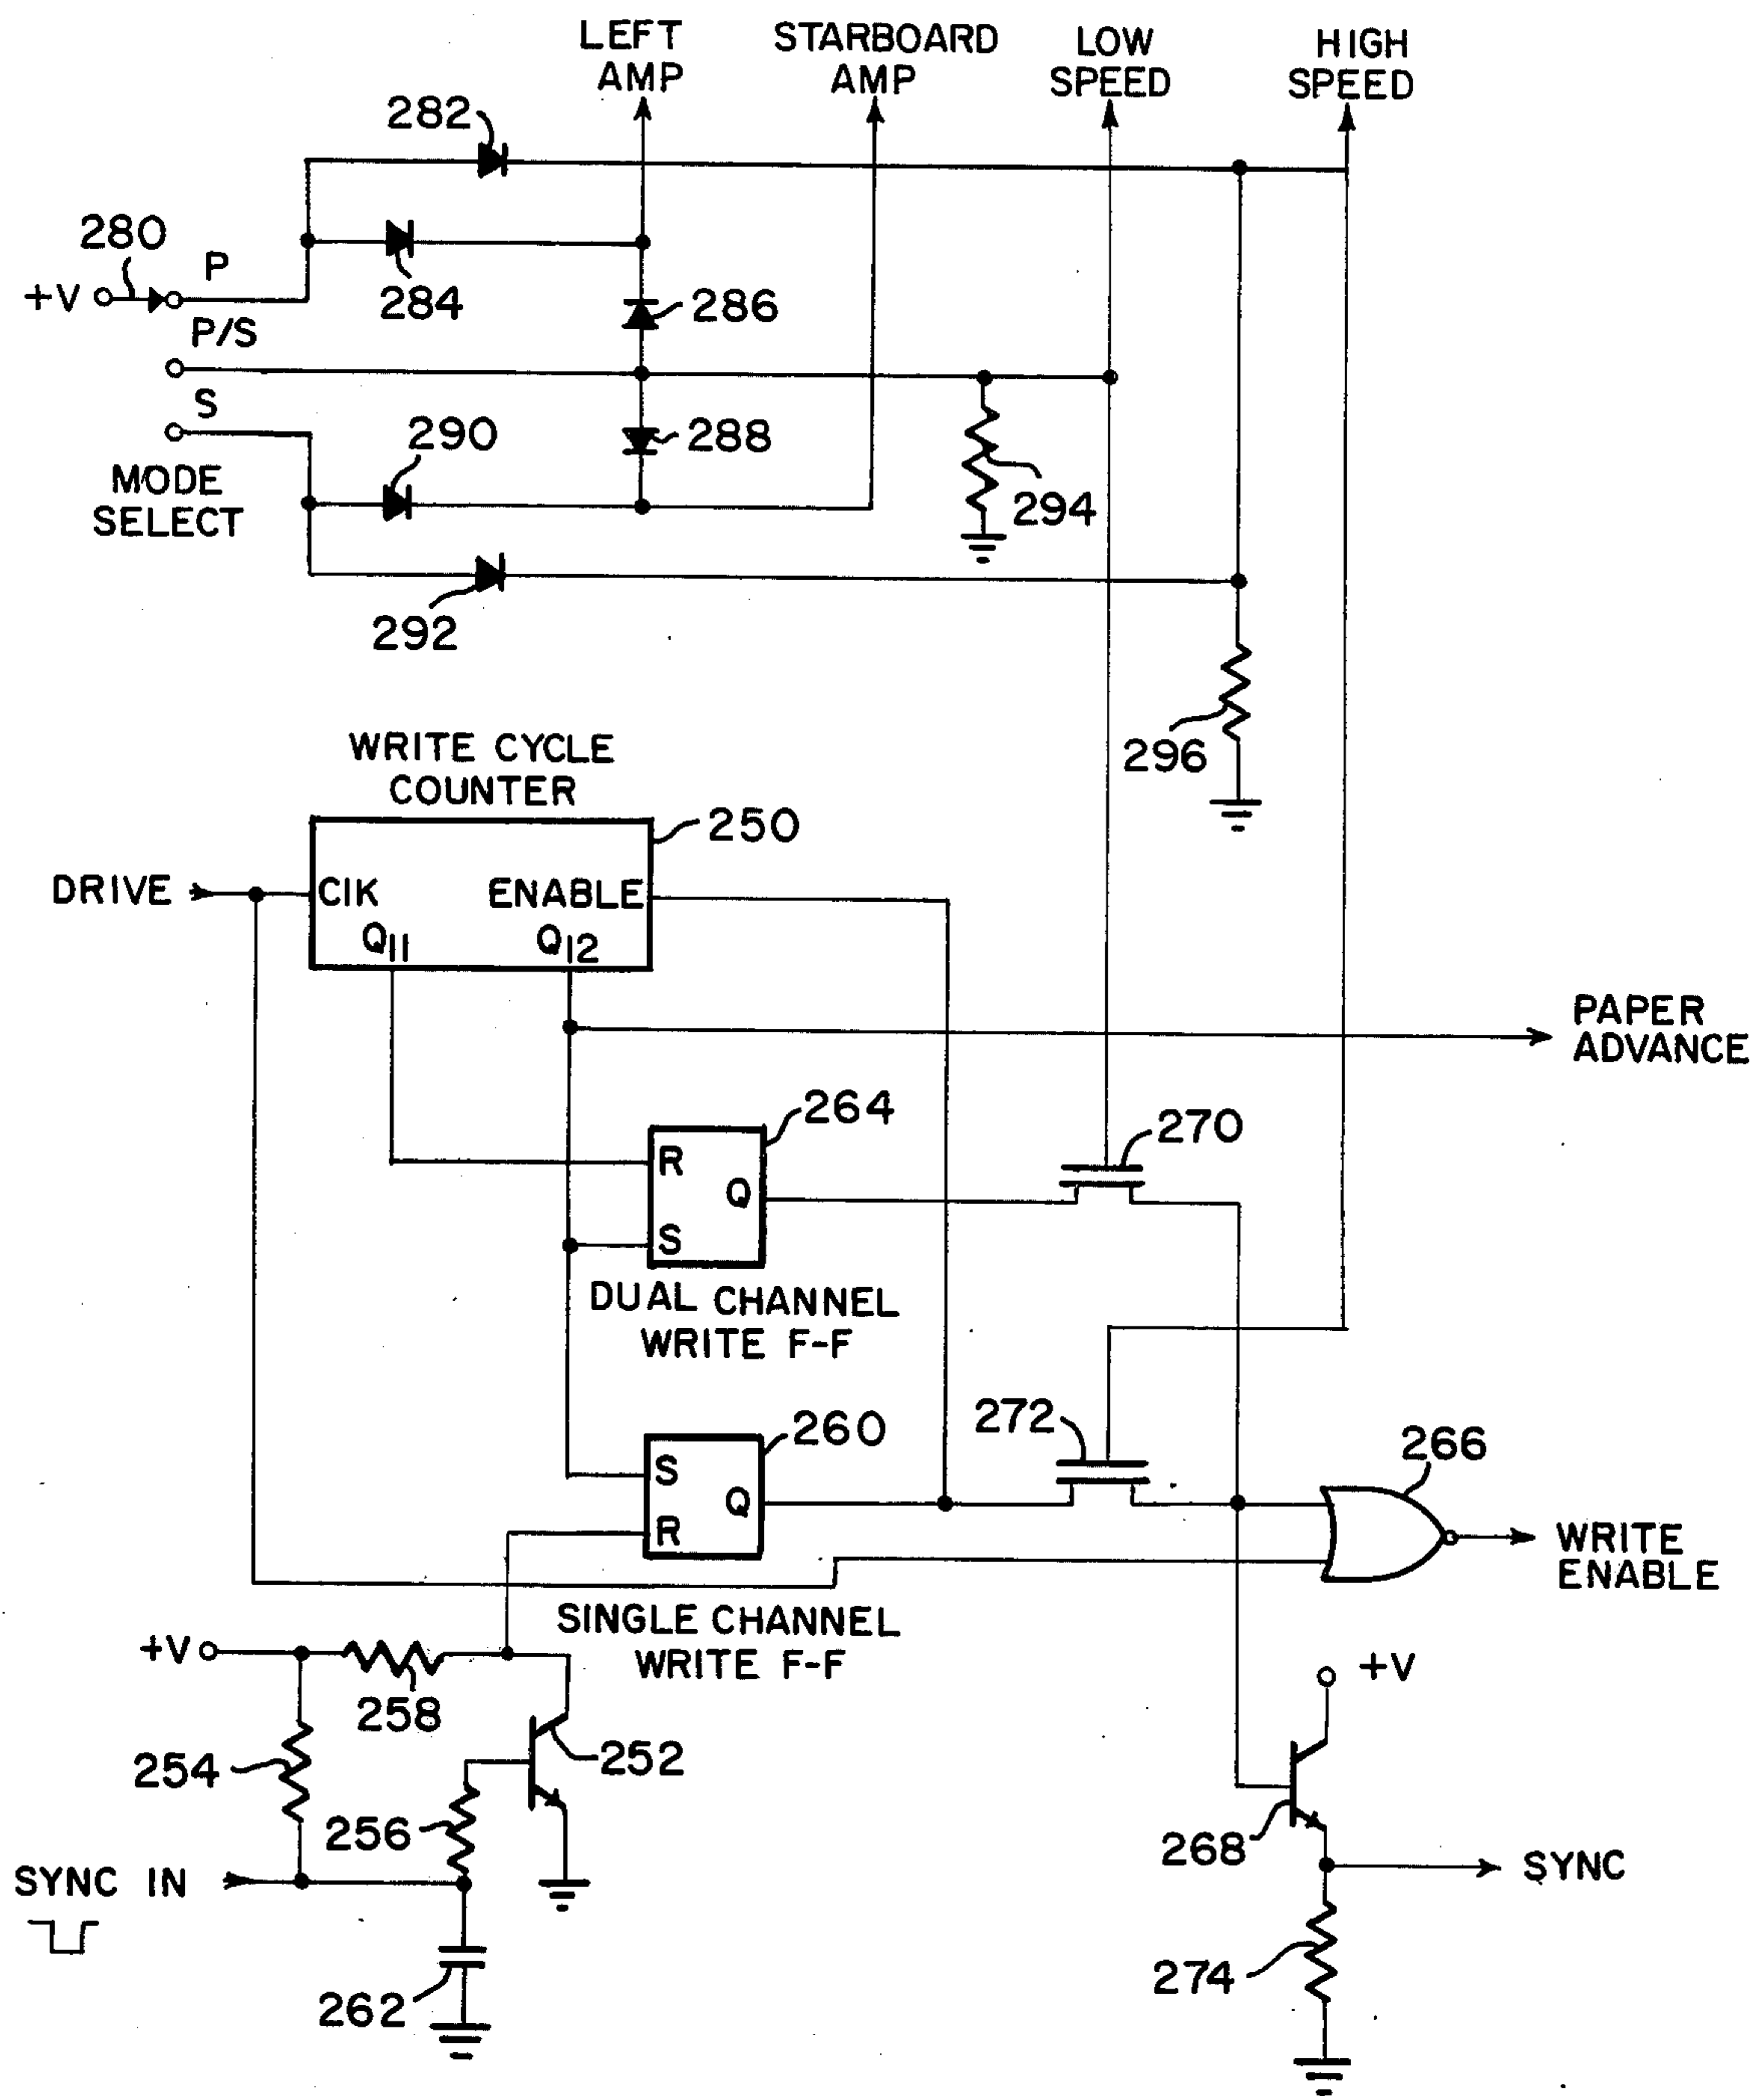 LEFT AMP
STARBOARD AMP
LOW SPEED
HIGH SPEED
282
280
P
+V
284
286
P/S
S
290
288
MODE SELECT
294
292
296
WRITE CYCLE COUNTER
250
DRIVE
CIK
ENABLE
Q11
Q12
PAPER ADVANCE
264
270
R
Q
S
DUAL CHANNEL WRITE F-F
272
260
266
S
Q
R
WRITE ENABLE
SINGLE CHANNEL WRITE F-F
+V
+V
258
252
254
256
268
SYNC IN
SYNC
262
274